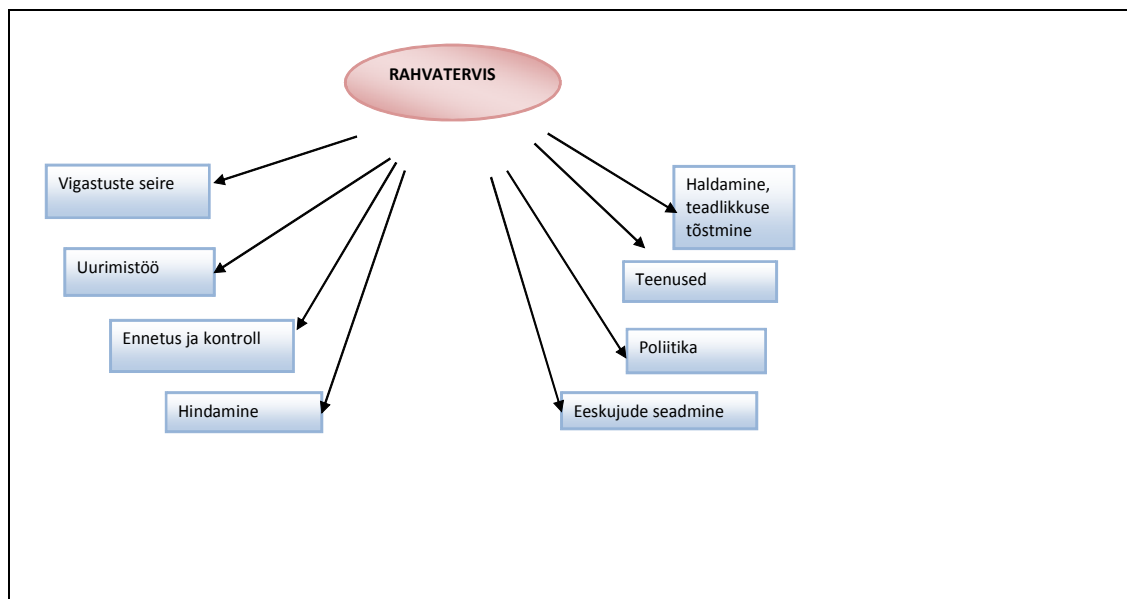 RAHVATERVIS
Vigastuste seire
Uurimistöö
Ennetus ja kontroll
Hindamine
Haldamine,
teadlikkuse
tõstmine
Teenused
Poliitika
Eeskujude seadmine